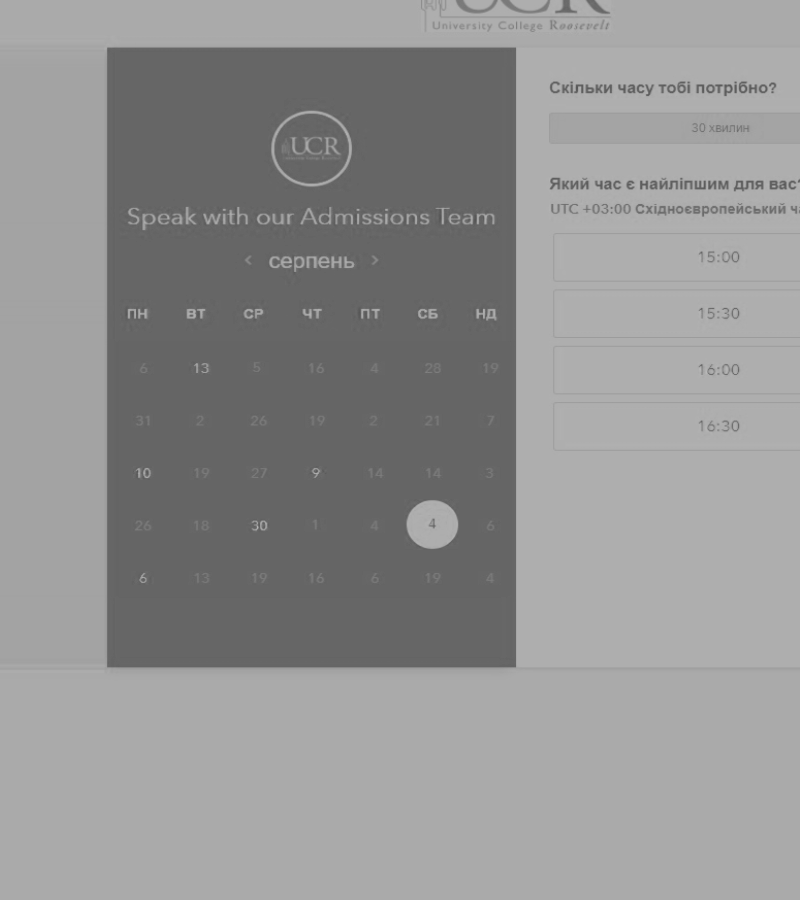 UCR
University College Roosevelt
UCR
Speak with our Admissions Team
< серпень >
ПН ВТ СР ЧТ ПТ СБ НД
6 13 5 16 4 28 19
31 2 26 19 2 21 7
10 19 27 9 14 14 3
26 18 30 1 4 4 6
6 13 19 16 6 19 4
Скільки часу тобі потрібно?
30 хвилин
Який час є найліпшим для вас?
UTC +03:00 Східноєвропейський ча
15:00
15:30
16:00
16:30